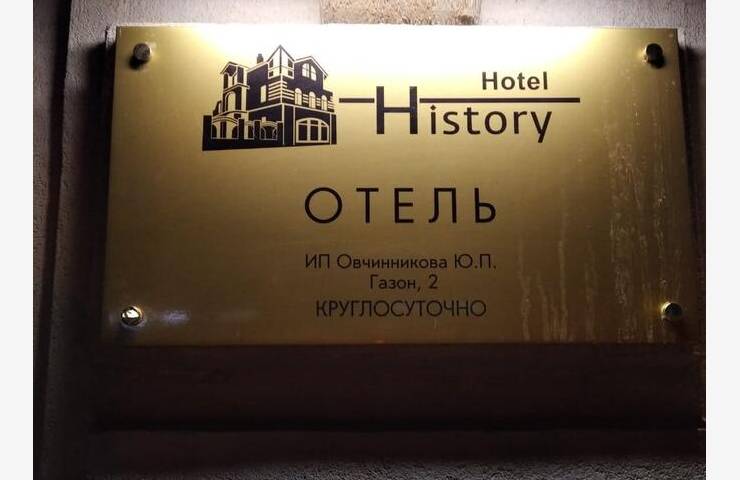 Hotel
History
ОТЕЛЬ
ИП Овчинникова Ю.П.
Газон, 2
КРУГЛОСУТОЧНО